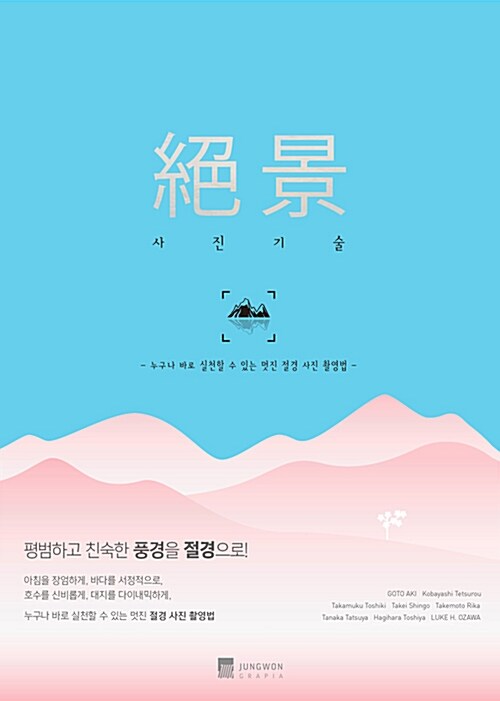 絕景
사진기술
- 누구나 바로 실천할 수 있는 멋진 절경 사진 촬영법 -
평범하고 친숙한 풍경을 절경으로!
아침을 장엄하게, 바다를 서정적으로,
호수를 신비롭게, 대지를 다이내믹하게,
누구나 바로 실천할 수 있는 멋진 절경 사진 촬영법
GOTO AKI Kobayashi Tetsurou
Takamuku Toshiki Takei Shingo Takemoto Rika
Tanaka Tatsuya Hagihara Toshiya LUKE H. OZAWA
JUNGWON
GRAPIA